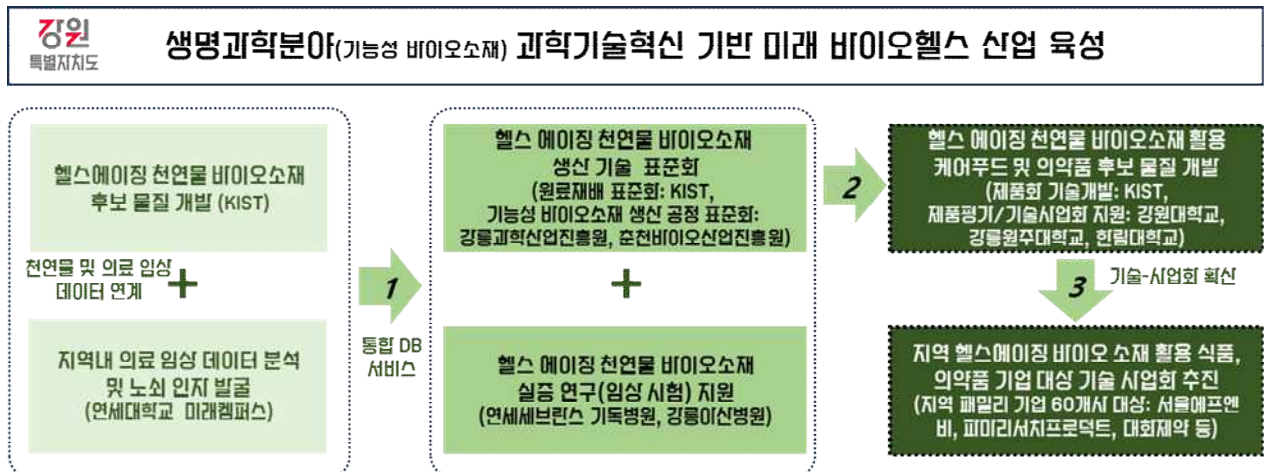 강원
특별자치도
생명과학분야(기능성 바이오소재) 과학기술혁신 기반 미래 바이오헬스 산업 육성
헬스에이징 천연물 바이오소재
후보 물질 개발 (KIST)
천연물 및 의료 임상
데이터 연계
+
지역내 의료 임상 데이터 분석
및 노쇠 인자 발굴
(연세대학교 미래캠퍼스)
1
통합 DB
서비스
헬스 에이징 천연물 바이오소재
생산 기술 표준화
(원료재배 표준화: KIST,
기능성 바이오소재 생산 공정 표준화:
강릉과학산업진흥원, 춘천바이오산업진흥원)
+
헬스 에이징 천연물 바이오소재
실증 연구(임상 시험) 지원
(연세세브란스 기독병원, 강릉아산병원)
2
헬스 에이징 천연물 바이오소재 활용
케어푸드 및 의약품 후보 물질 개발
(제품화 기술개발: KIST,
제품평가/기술사업화 지원: 강원대학교,
강릉원주대학교, 한림대학교)
3
기술-사업화 확산
지역 헬스에이징 바이오 소재 활용 식품,
의약품 기업 대상 기술 사업화 추진
(지역 패밀리 기업 60개사 대상: 서울에프엔
비, 파마리서치프로덕트, 대화제약 등)